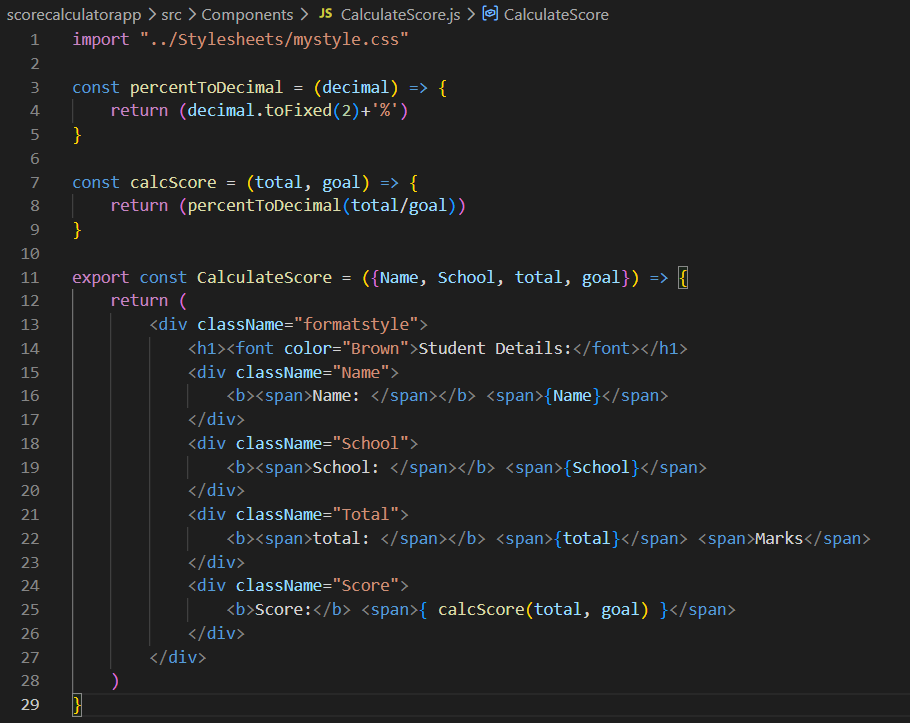 scorecalculatorapp > src > Components > JS CalculateScore.js > CalculateScore
1 import "../Stylesheets/mystyle.css"
2
3 const percentToDecimal = (decimal) => {
4     return (decimal.toFixed(2)+'%')
5 }
6
7 const calcScore = (total, goal) => {
8     return (percentToDecimal(total/goal))
9 }
10
11 export const CalculateScore = ({Name, School, total, goal}) => {
12     return (
13         <div className="formatstyle">
14             <h1><font color="Brown">Student Details:</font></h1>
15             <div className="Name">
16                 <b><span>Name: </span></b> <span>{Name}</span>
17             </div>
18             <div className="School">
19                 <b><span>School: </span></b> <span>{School}</span>
20             </div>
21             <div className="Total">
22                 <b><span>total: </span></b> <span>{total}</span> <span>Marks</span>
23             </div>
24             <div className="Score">
25                 <b>Score:</b> <span>{ calcScore(total, goal) }</span>
26             </div>
27         </div>
28     )
29 }